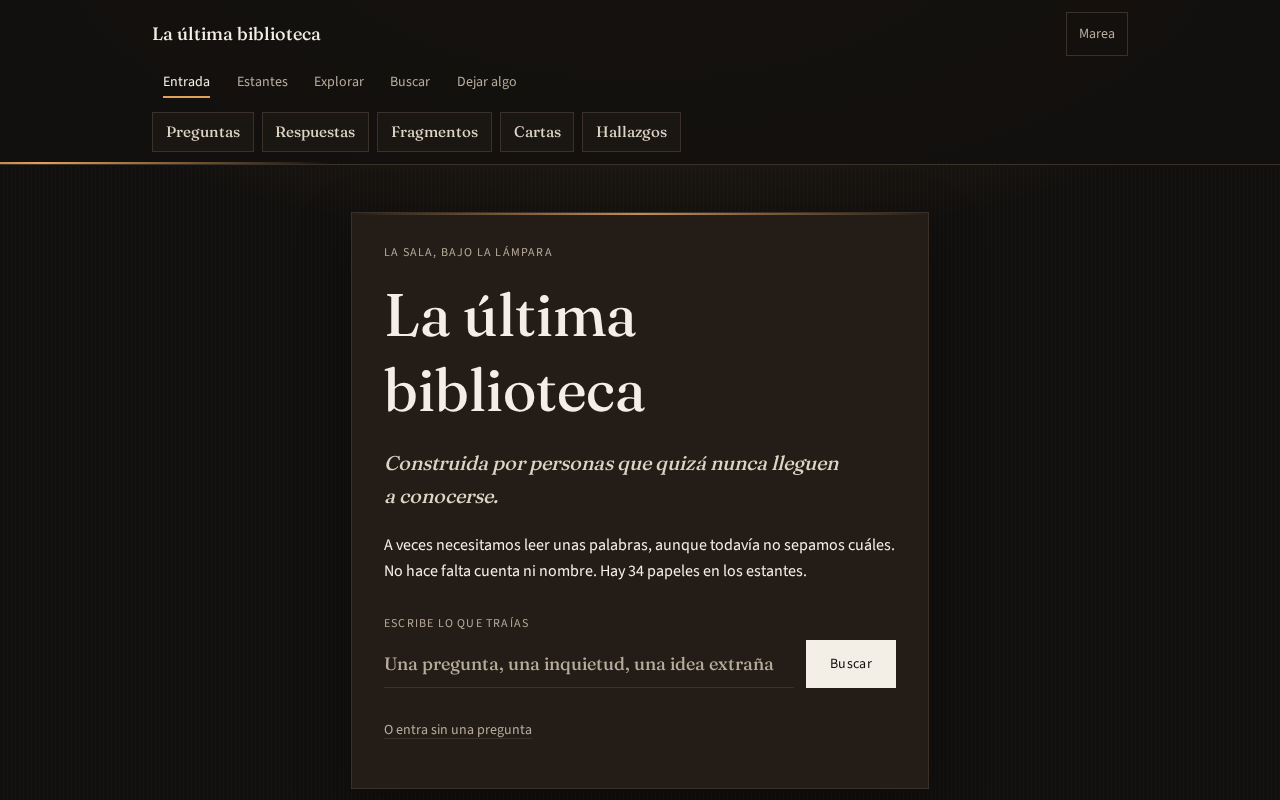 La última biblioteca
Marea
Entrada Estantes Explorar Buscar Dejar algo
Preguntas Respuestas Fragmentos Cartas Hallazgos
LA SALA, BAJO LA LÁMPARA
La última
biblioteca
Construida por personas que quizá nunca lleguen
a conocerse.
A veces necesitamos leer unas palabras, aunque todavía no sepamos cuáles.
No hace falta cuenta ni nombre. Hay 34 papeles en los estantes.
ESCRIBE LO QUE TRAÍAS
Una pregunta, una inquietud, una idea extraña
Buscar
O entra sin una pregunta